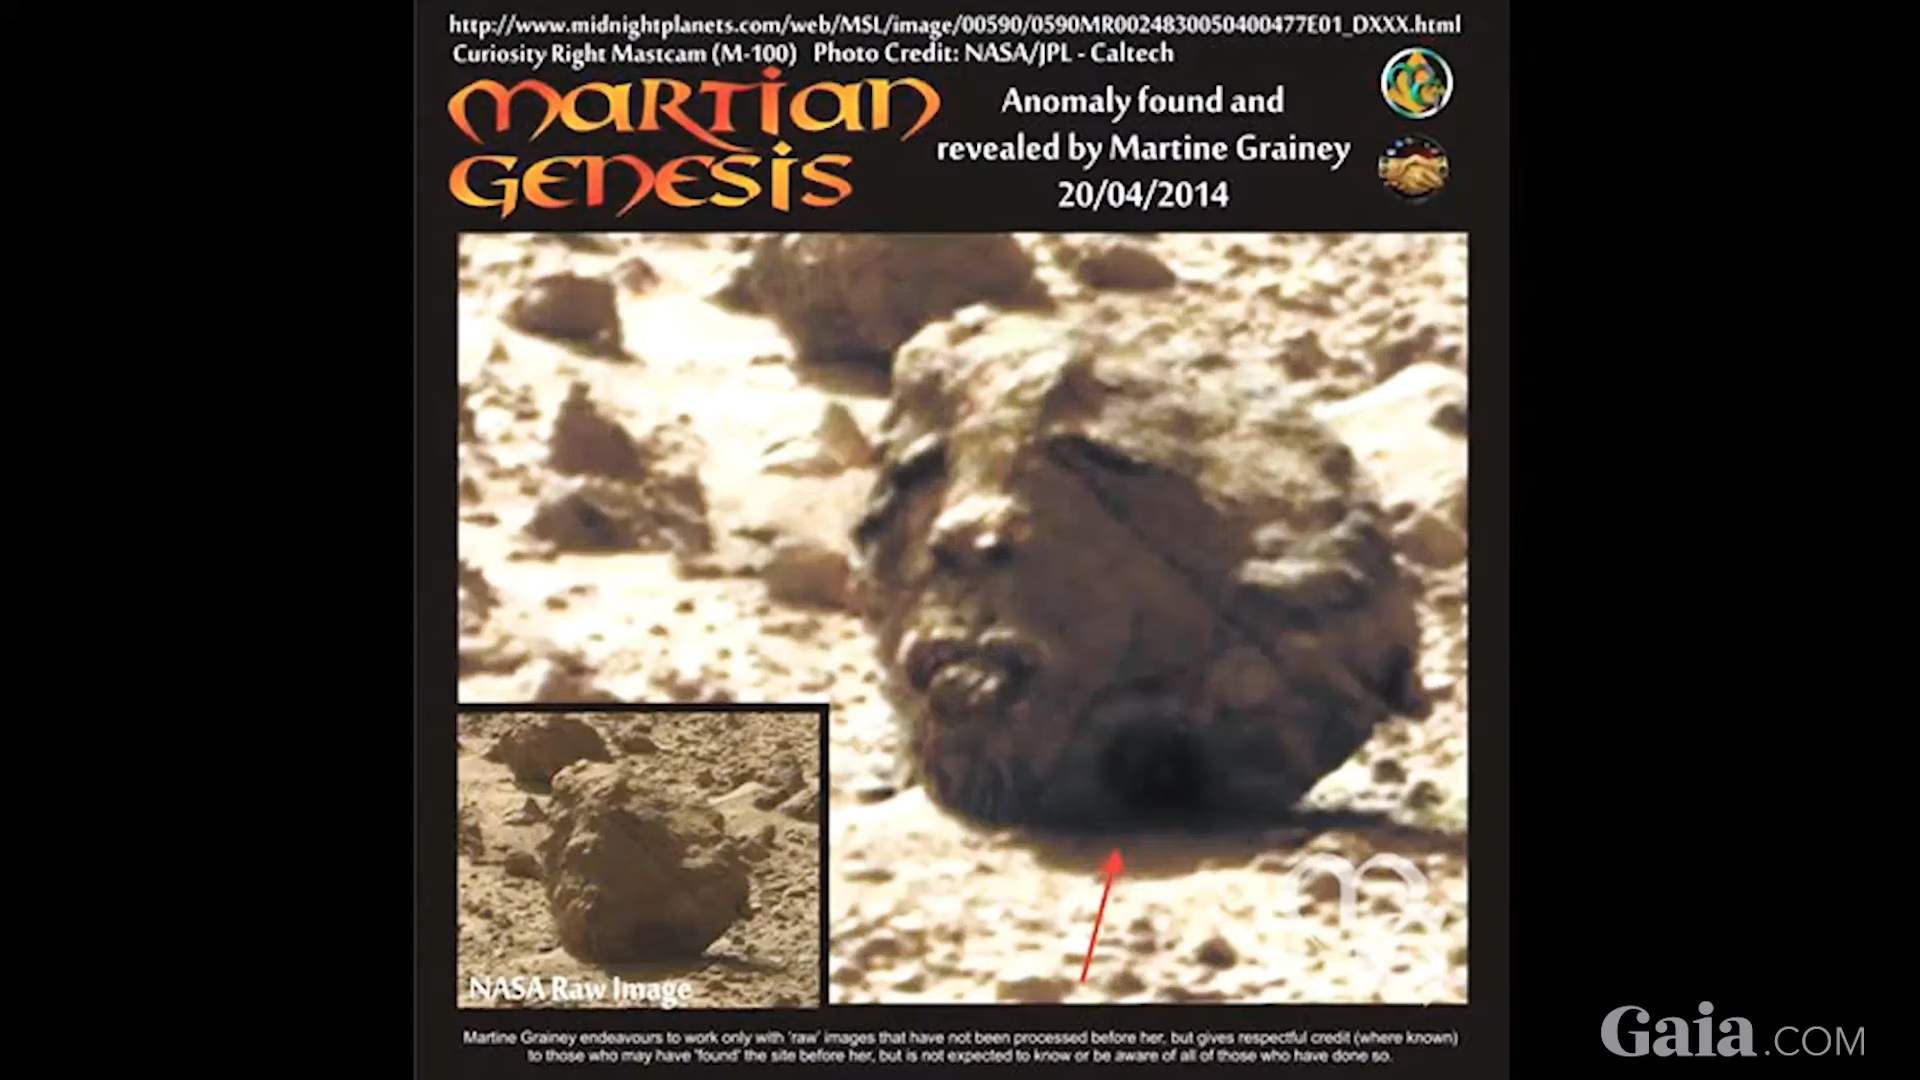 http://www.midnightplanets.com/web/MSL/image/00590/0590MR0024830050400477E01_DXXX.html
Curiosity Right Mastcam (M-100) Photo Credit: NASA/JPL - Caltech
MARTIAN
GENESIS
Anomaly found and
revealed by Martine Grainey
20/04/2014
NASA Raw Image
Martine Grainey endeavours to work only with 'raw' images that have not been processed before her, but gives respectful credit (where known)
to those who may have 'found' the site before her, but is not expected to know or be aware of all of those who have done so.
Gaia.COM